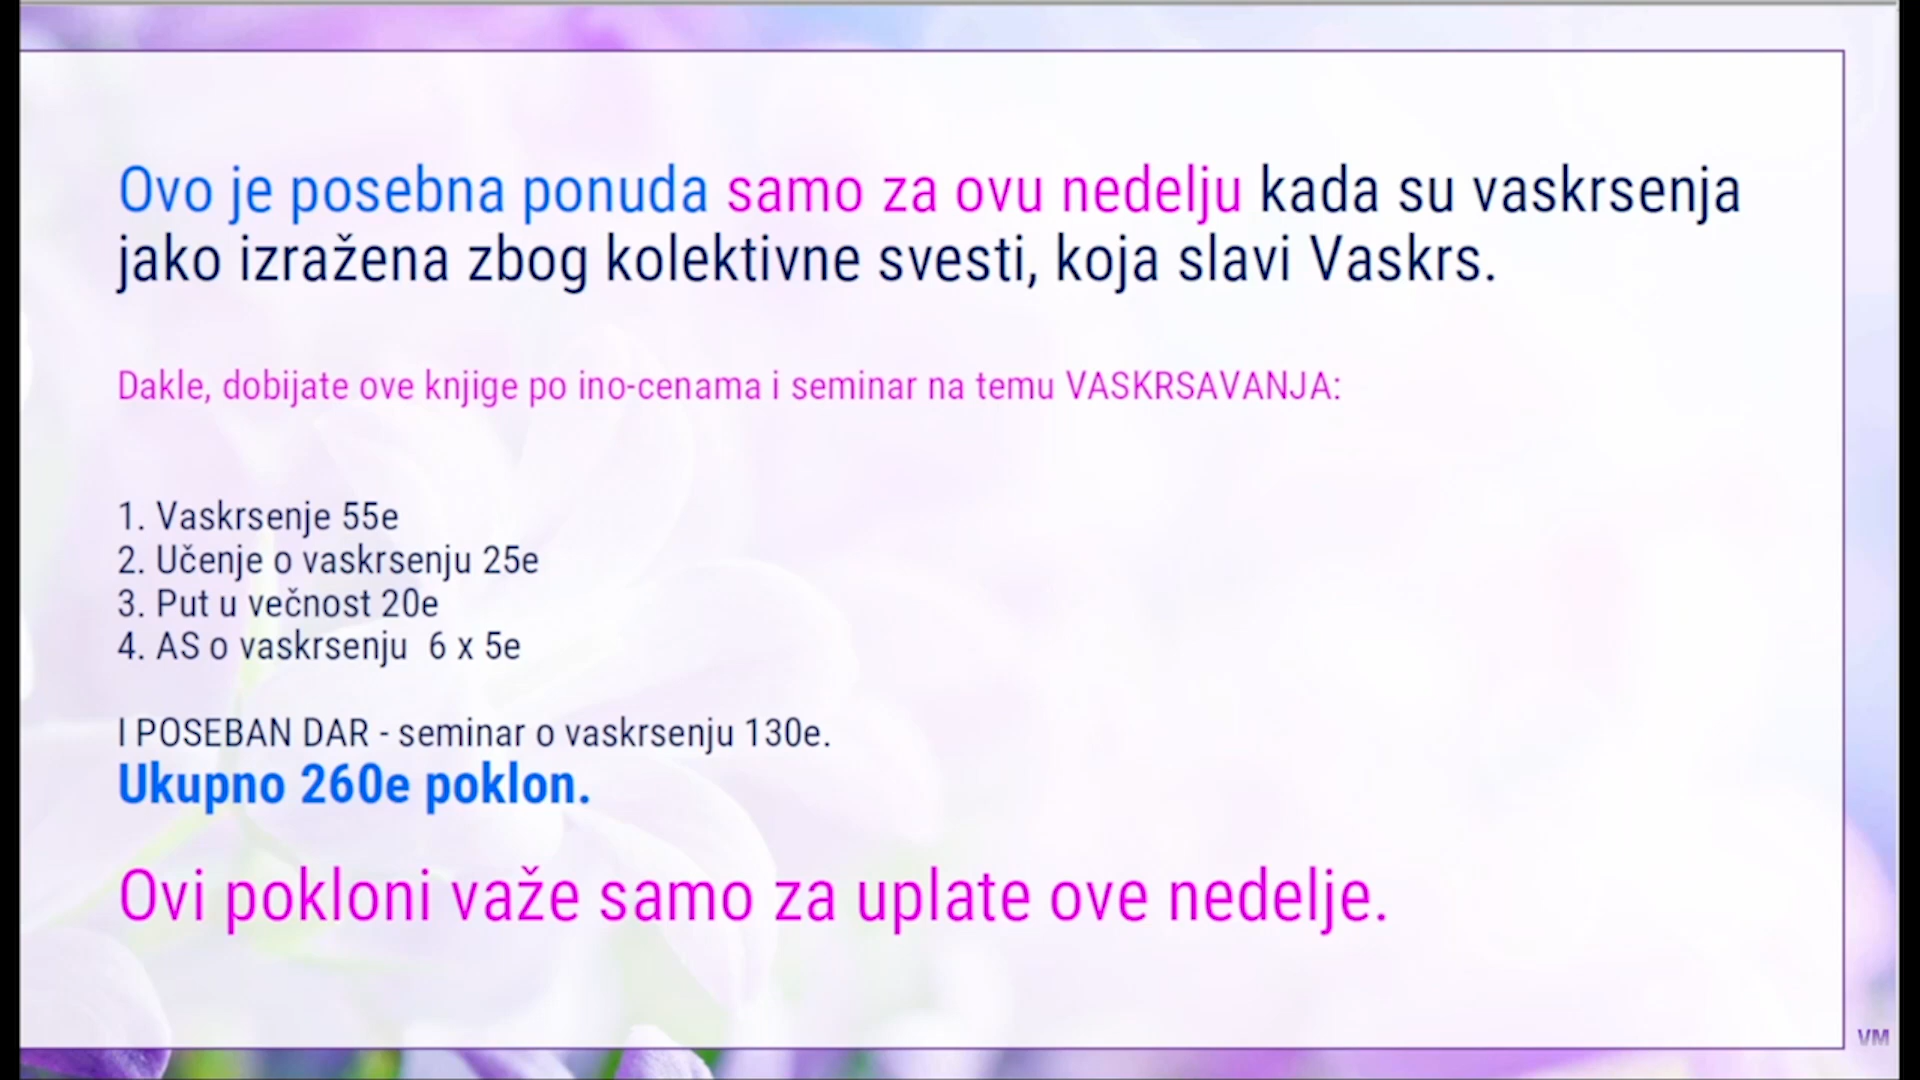 Ovo je posebna ponuda samo za ovu nedelju kada su vaskrsenja
jako izražena zbog kolektivne svesti, koja slavi Vaskrs.
Dakle, dobijate ove knjige po ino-cenama i seminar na temu VASKRSAVANJA:
1. Vaskrsenje 55e
2. Učenje o vaskrsenju 25e
3. Put u večnost 20e
4. AS o vaskrsenju  6 x 5e
I POSEBAN DAR - seminar o vaskrsenju 130e.
Ukupno 260e poklon.
Ovi pokloni važe samo za uplate ove nedelje.
VM